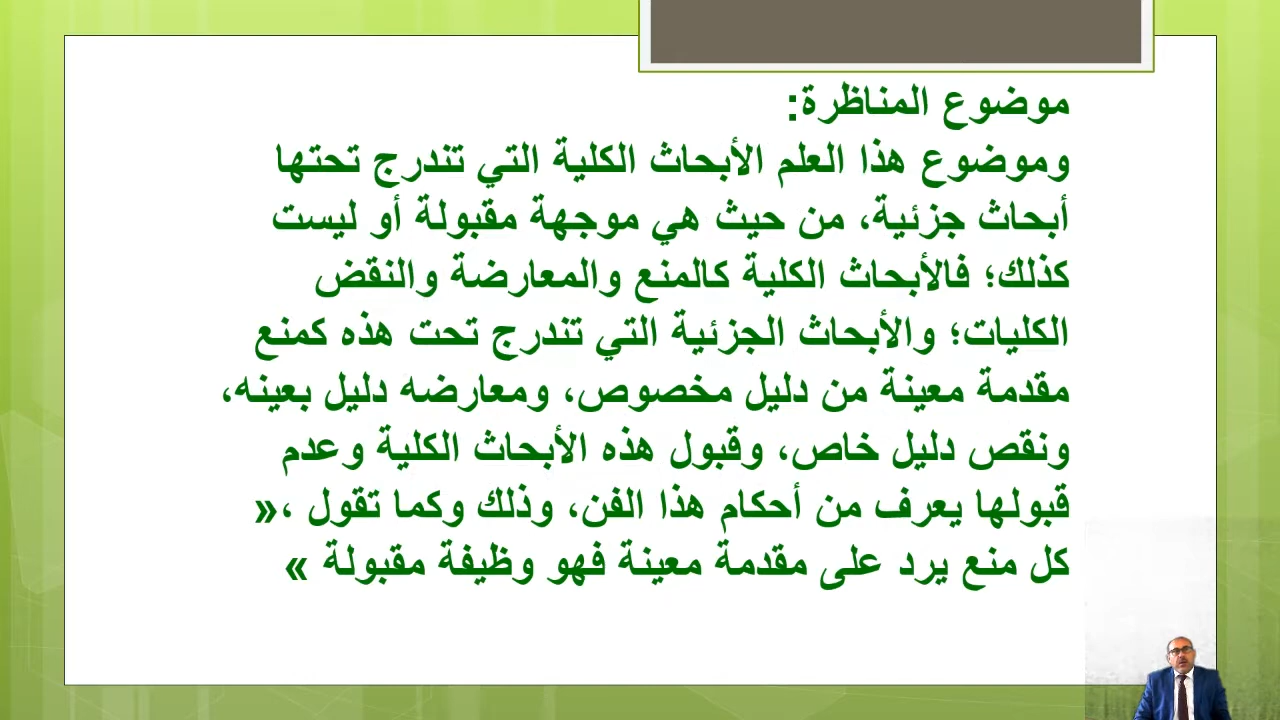 موضوع المناظرة:
وموضوع هذا العلم الأبحاث الكلية التي تندرج تحتها
أبحاث جزئية، من حيث هي موجهة مقبولة أو ليست
كذلك؛ فالأبحاث الكلية كالمنع والمعارضة والنقض
الكليات؛ والأبحاث الجزئية التي تندرج تحت هذه كمنع
مقدمة معينة من دليل مخصوص، ومعارضه دليل بعينه،
ونقص دليل خاص، وقبول هذه الأبحاث الكلية وعدم
قبولها يعرف من أحكام هذا الفن، وذلك وكما تقول ،«
كل منع يرد على مقدمة معينة فهو وظيفة مقبولة »